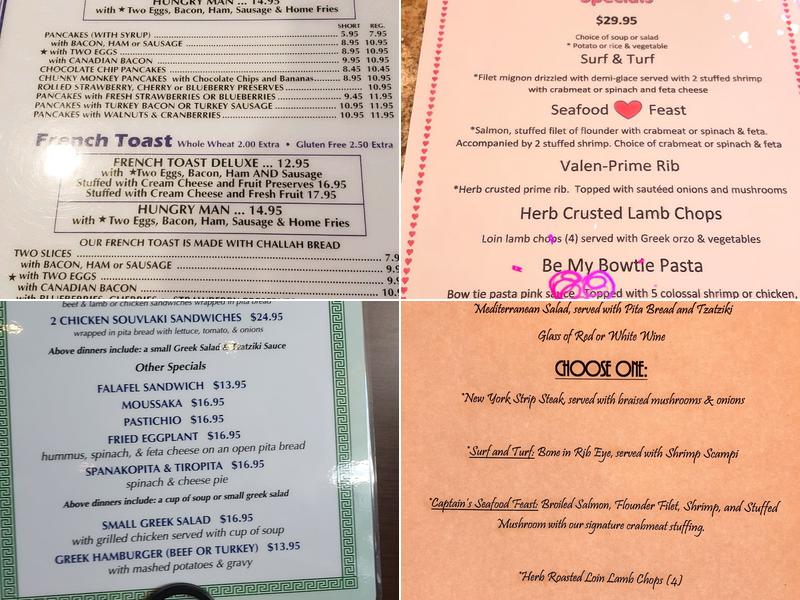 HUNGRY MAN ... 14.95
with ★Two Eggs, Bacon, Ham, Sausage & Home Fries
SHORT REG.
PANCAKES (WITH SYRUP) 5.95 7.95
with BACON, HAM or SAUSAGE 8.95 10.95
★ with TWO EGGS 8.95 10.95
with CANADIAN BACON 9.95 10.95
CHOCOLATE CHIP PANCAKES 8.45 10.45
CHUNKY MONKEY PANCAKES with Chocolate Chips and Bananas 8.95 10.95
ROLLED STRAWBERRY, CHERRY or BLUEBERRY PRESERVES 10.95
PANCAKES with FRESH STRAWBERRIES or BLUEBERRIES 9.45 11.95
PANCAKES with TURKEY BACON OR TURKEY SAUSAGE 10.95 11.95
PANCAKES with WALNUTS & CRANBERRIES 10.95 11.95
French Toast Whole Wheat 2.00 Extra • Gluten Free 2.50 Extra
FRENCH TOAST DELUXE ... 12.95
with ★Two Eggs, Bacon, Ham AND Sausage
Stuffed with Cream Cheese and Fruit Preserves 16.95
Stuffed with Cream Cheese and Fresh Fruit 17.95
HUNGRY MAN ... 14.95
with ★Two Eggs, Bacon, Ham, Sausage & Home Fries
OUR FRENCH TOAST IS MADE WITH CHALLAH BREAD
TWO SLICES
with BACON, HAM or SAUSAGE
★ with TWO EGGS
with CANADIAN BACON
Specials
$29.95
Choice of soup or salad
* Potato or rice & vegetable
Surf & Turf
*Filet mignon drizzled with demi-glace served with 2 stuffed shrimp
with crabmeat or spinach and feta cheese
Seafood Feast
*Salmon, stuffed filet of flounder with crabmeat or spinach & feta.
Accompanied by 2 stuffed shrimp. Choice of crabmeat or spinach & feta
Valen-Prime Rib
*Herb crusted prime rib. Topped with sautéed onions and mushrooms
Herb Crusted Lamb Chops
Loin lamb chops (4) served with Greek orzo & vegetables
Be My Bowtie Pasta
Bow tie pasta pink sauce topped with 5 colossal shrimp or chicken,
beef & lamb or chicken sandwiches wrapped in pita bread
2 CHICKEN SOUVLAKI SANDWICHES $24.95
wrapped in pita bread with lettuce, tomato, & onions
Above dinners include: a small Greek Salad & Tzatziki Sauce
Other Specials
FALAFEL SANDWICH $13.95
MOUSSAKA $16.95
PASTICHIO $16.95
FRIED EGGPLANT $16.95
hummus, spinach, & feta cheese on an open pita bread
SPANAKOPITA & TIROPITA $16.95
spinach & cheese pie
Above dinners include: a cup of soup or small greek salad
SMALL GREEK SALAD $16.95
with grilled chicken served with cup of soup
GREEK HAMBURGER (BEEF OR TURKEY) $13.95
with mashed potatoes & gravy
Mediterranean Salad, served with Pita Bread and Tzatziki
Glass of Red or White Wine
CHOOSE ONE:
*New York Strip Steak, served with braised mushrooms & onions
*Surf and Turf: Bone in Rib Eye, served with Shrimp Scampi
*Captain's Seafood Feast: Broiled Salmon, Flounder Filet, Shrimp, and Stuffed
Mushroom with our signature crabmeat stuffing.
*Herb Roasted Loin Lamb Chops (4)